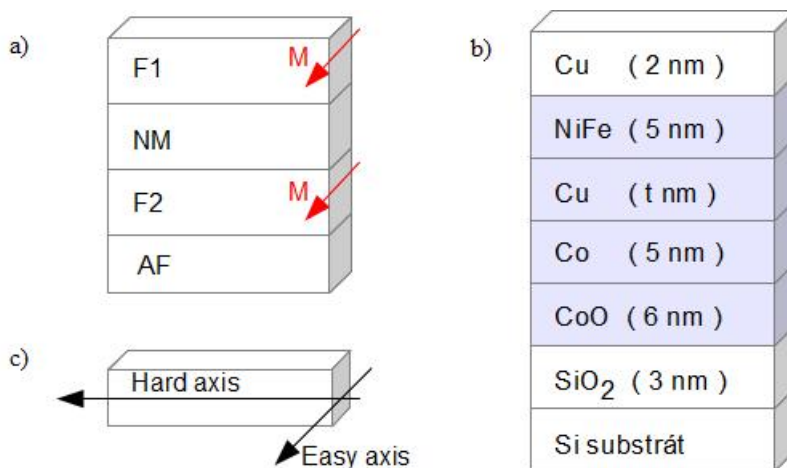 a)
F1
M
NM
F2
M
AF
b)
Cu ( 2 nm )
NiFe ( 5 nm )
Cu ( t nm )
Co ( 5 nm )
CoO ( 6 nm )
SiO2 ( 3 nm )
Si substrát
c)
Hard axis
Easy axis